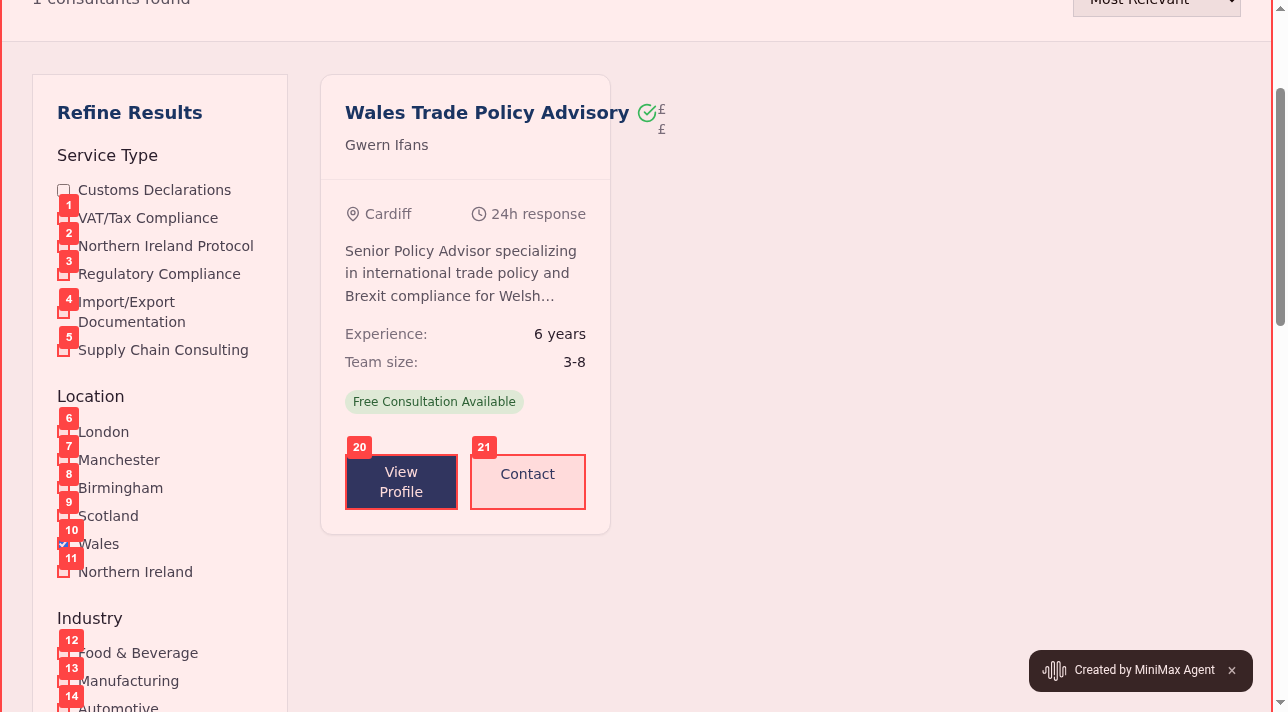 1 consultants found
Most Relevant
Refine Results
Service Type
Customs Declarations
1
VAT/Tax Compliance
2
Northern Ireland Protocol
3
Regulatory Compliance
4
Import/Export
Documentation
5
Supply Chain Consulting
Location
6
London
7
Manchester
8
Birmingham
9
Scotland
10
Wales
11
Northern Ireland
Industry
12
Food & Beverage
13
Manufacturing
14
Automotive
Wales Trade Policy Advisory
£
£
Gwern Ifans
Cardiff
24h response
Senior Policy Advisor specializing
in international trade policy and
Brexit compliance for Welsh...
Experience: 6 years
Team size: 3-8
Free Consultation Available
20
View
Profile
21
Contact
Created by MiniMax Agent ×